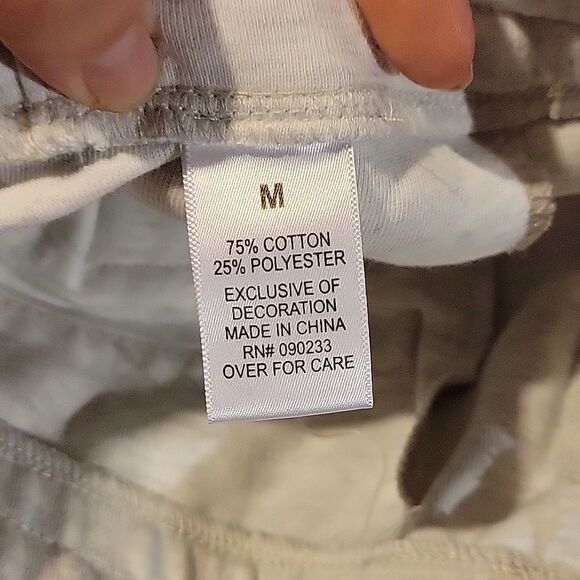 M
75% COTTON
25% POLYESTER
EXCLUSIVE OF
DECORATION
MADE IN CHINA
RN# 090233
OVER FOR CARE